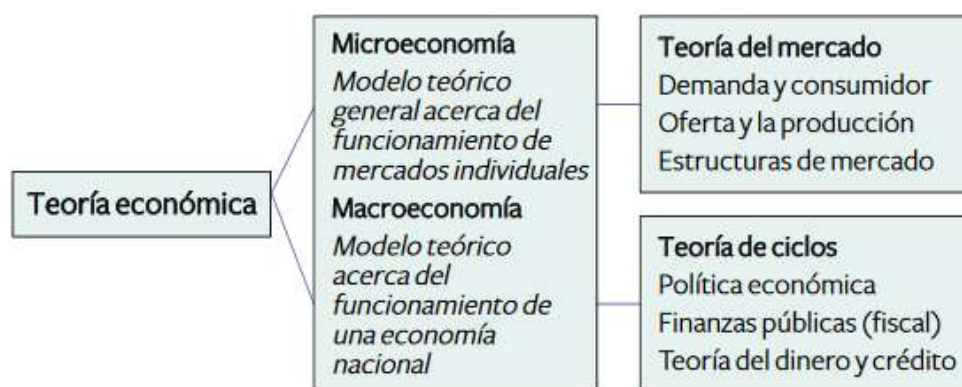 Teoría económica
Microeconomía
Modelo teórico
general acerca del
funcionamiento de
mercados individuales
Macroeconomía
Modelo teórico
acerca del
funcionamiento de
una economía
nacional
Teoría del mercado
Demanda y consumidor
Oferta y la producción
Estructuras de mercado
Teoría de ciclos
Política económica
Finanzas públicas (fiscal)
Teoría del dinero y crédito